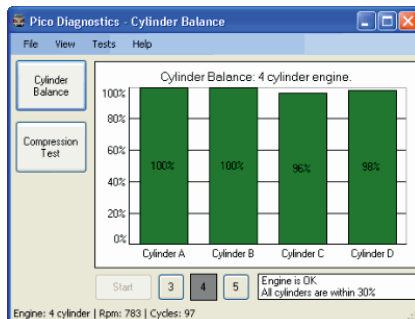 Pico Diagnostics - Cylinder Balance
File View Tests Help
Cylinder Balance
Compression Test
Cylinder Balance: 4 cylinder engine.
100%
80%
60%
40%
20%
0%
100% 100% 96% 98%
Cylinder A Cylinder B Cylinder C Cylinder D
Start 3 4 5
Engine is OK
All cylinders are within 30%
Engine: 4 cylinder | Rpm: 783 | Cycles: 97